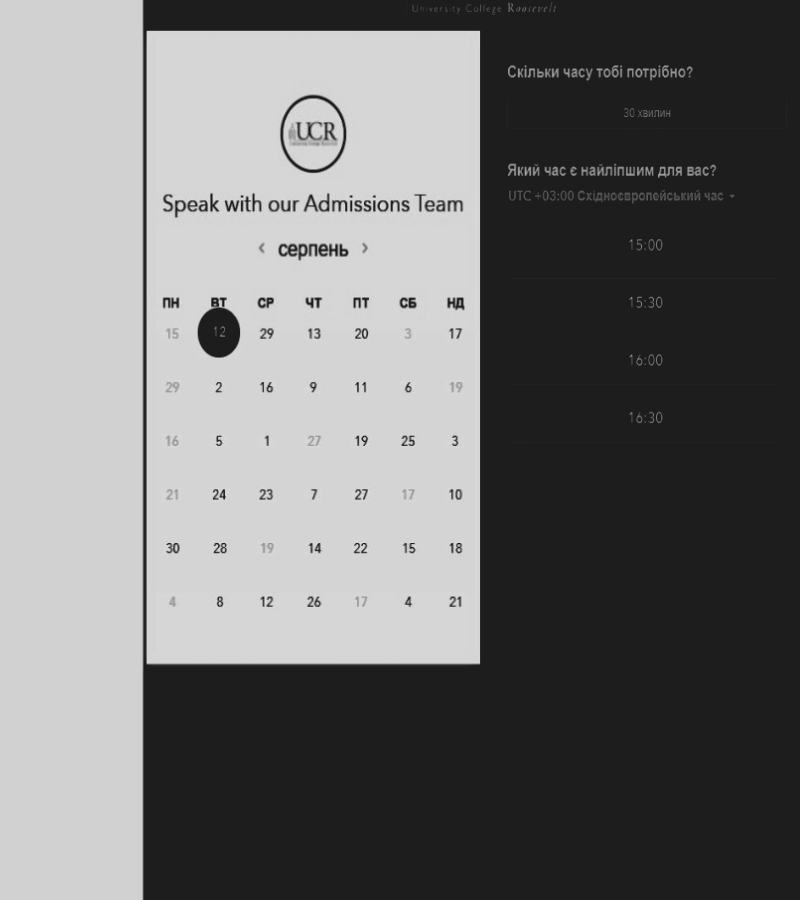 University College Roosevelt
UCR
Speak with our Admissions Team
‹ серпень ›
ПН ВТ СР ЧТ ПТ СБ НД
15 12 29 13 20 3 17
29 2 16 9 11 6 19
16 5 1 27 19 25 3
21 24 23 7 27 17 10
30 28 19 14 22 15 18
4 8 12 26 17 4 21
Скільки часу тобі потрібно?
30 хвилин
Який час є найліпшим для вас?
UTC +03:00 Східноєвропейський час
15:00
15:30
16:00
16:30